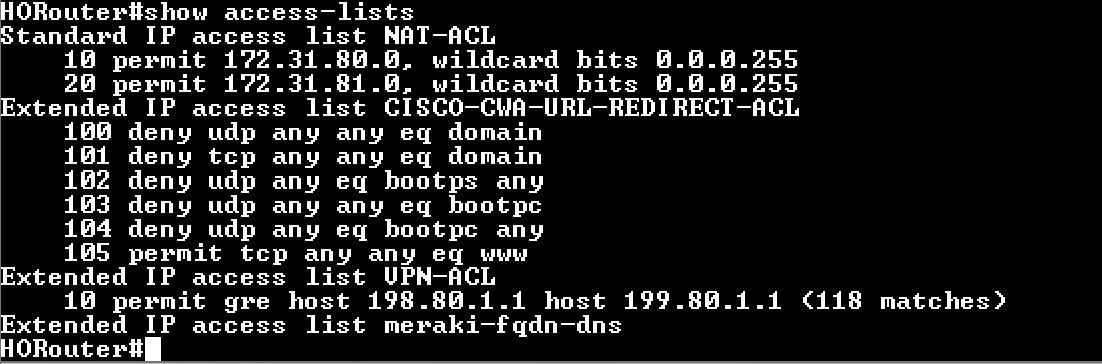 HORouter#show access-lists
Standard IP access list NAT-ACL
    10 permit 172.31.80.0, wildcard bits 0.0.0.255
    20 permit 172.31.81.0, wildcard bits 0.0.0.255
Extended IP access list CISCO-CWA-URL-REDIRECT-ACL
    100 deny udp any any eq domain
    101 deny tcp any any eq domain
    102 deny udp any eq bootps any
    103 deny udp any any eq bootpc
    104 deny udp any eq bootpc any
    105 permit tcp any any eq www
Extended IP access list VPN-ACL
    10 permit gre host 198.80.1.1 host 199.80.1.1 (118 matches)
Extended IP access list meraki-fqdn-dns
HORouter#